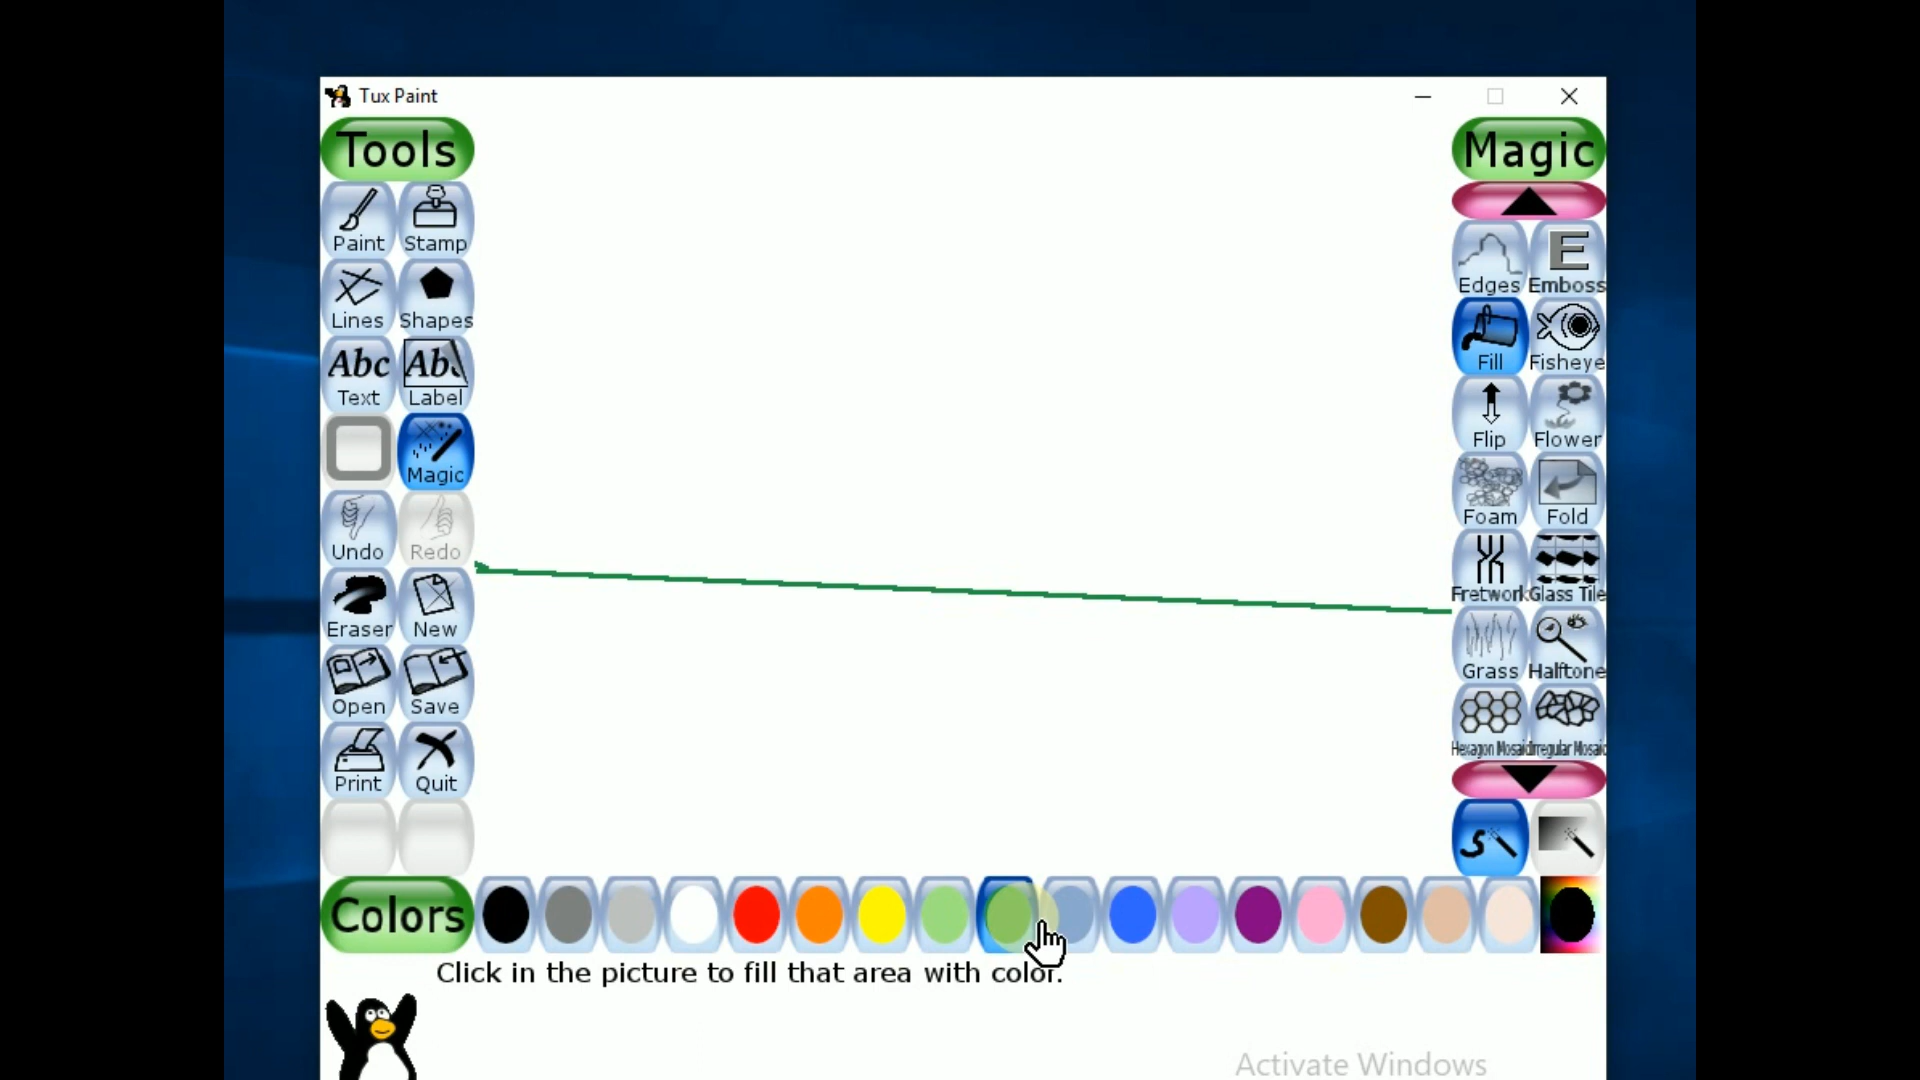 Tux Paint
Tools
Magic
Paint Stamp
Lines Shapes
Abc Abc
Text Label
Magic
Undo Redo
Eraser New
Open Save
Print Quit
E
Edges Emboss
Fill Fisheye
Flip Flower
Foam Fold
Fretwork Glass Tile
Grass Halftone
Hexagon Mosaic Irregular Mosaic
Colors
Click in the picture to fill that area with color.
Activate Windows